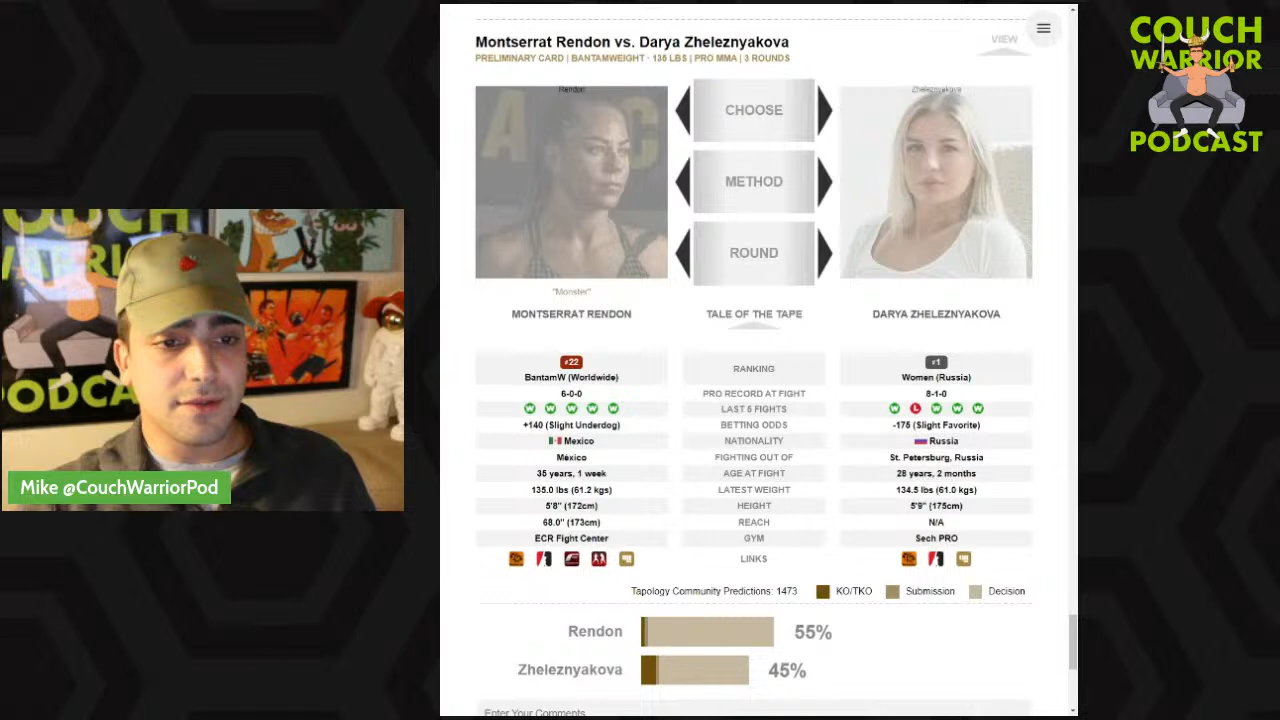 Montserrat Rendon vs. Darya Zheleznyakova
PRELIMINARY CARD | BANTAMWEIGHT · 135 LBS | PRO MMA | 3 ROUNDS
VIEW
COUCH
WARRIOR
PODCAST
Rendon
Zheleznyakova
CHOOSE
METHOD
ROUND
"Monster"
MONTSERRAT RENDON
TALE OF THE TAPE
DARYA ZHELEZNYAKOVA
#22
BantamW (Worldwide)
RANKING
#1
Women (Russia)
6-0-0
PRO RECORD AT FIGHT
8-1-0
W W W W W
LAST 5 FIGHTS
W L W W W
+140 (Slight Underdog)
BETTING ODDS
-175 (Slight Favorite)
Mexico
NATIONALITY
Russia
México
FIGHTING OUT OF
St. Petersburg, Russia
35 years, 1 week
AGE AT FIGHT
28 years, 2 months
135.0 lbs (61.2 kgs)
LATEST WEIGHT
134.5 lbs (61.0 kgs)
5'8" (172cm)
HEIGHT
5'9" (175cm)
68.0" (173cm)
REACH
N/A
ECR Fight Center
GYM
Sech PRO
LINKS
Tapology Community Predictions: 1473
KO/TKO
Submission
Decision
Rendon
55%
Zheleznyakova
45%
Enter Your Comments
Mike @CouchWarriorPod